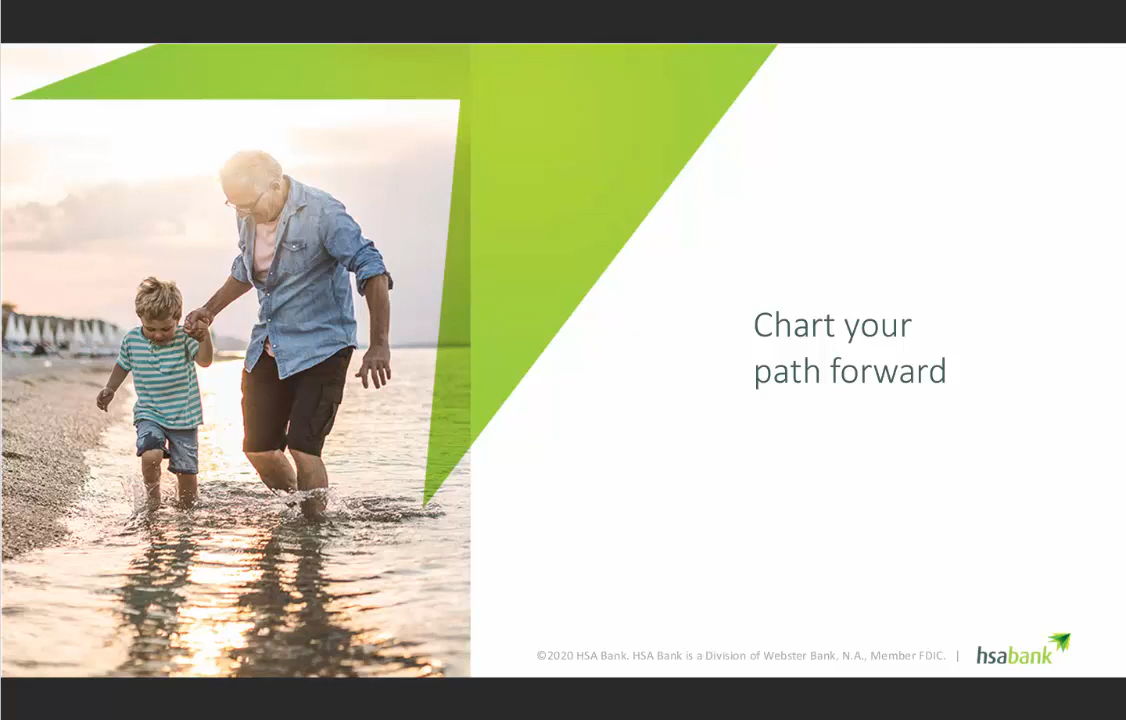 Chart your
path forward
©2020 HSA Bank. HSA Bank is a Division of Webster Bank, N.A., Member FDIC. |
hsabank